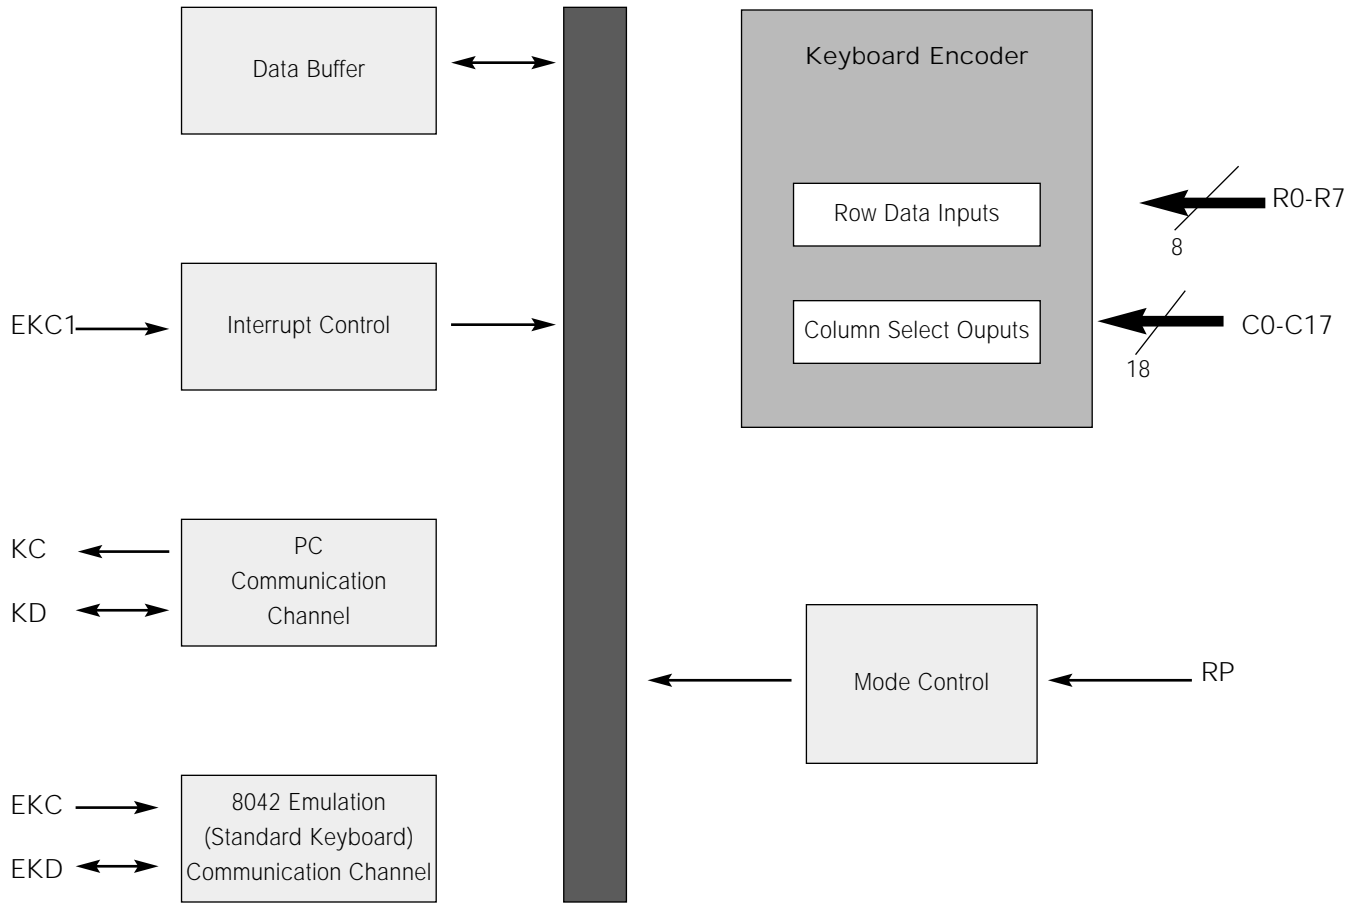 Data Buffer
Keyboard Encoder
Row Data Inputs
R0-R7
8
EKC1
Interrupt Control
Column Select Ouputs
C0-C17
18
KC
KD
PC
Communication
Channel
Mode Control
RP
EKC
EKD
8042 Emulation
(Standard Keyboard)
Communication Channel